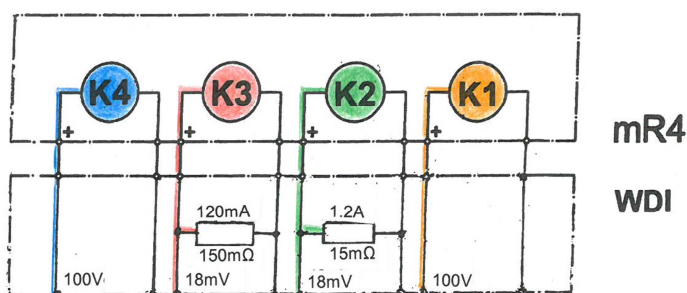 K4 K3 K2 K1
+ + + +
mR4
WDI
120mA 1.2A
150mΩ 15mΩ
100V 18mV 18mV 100V